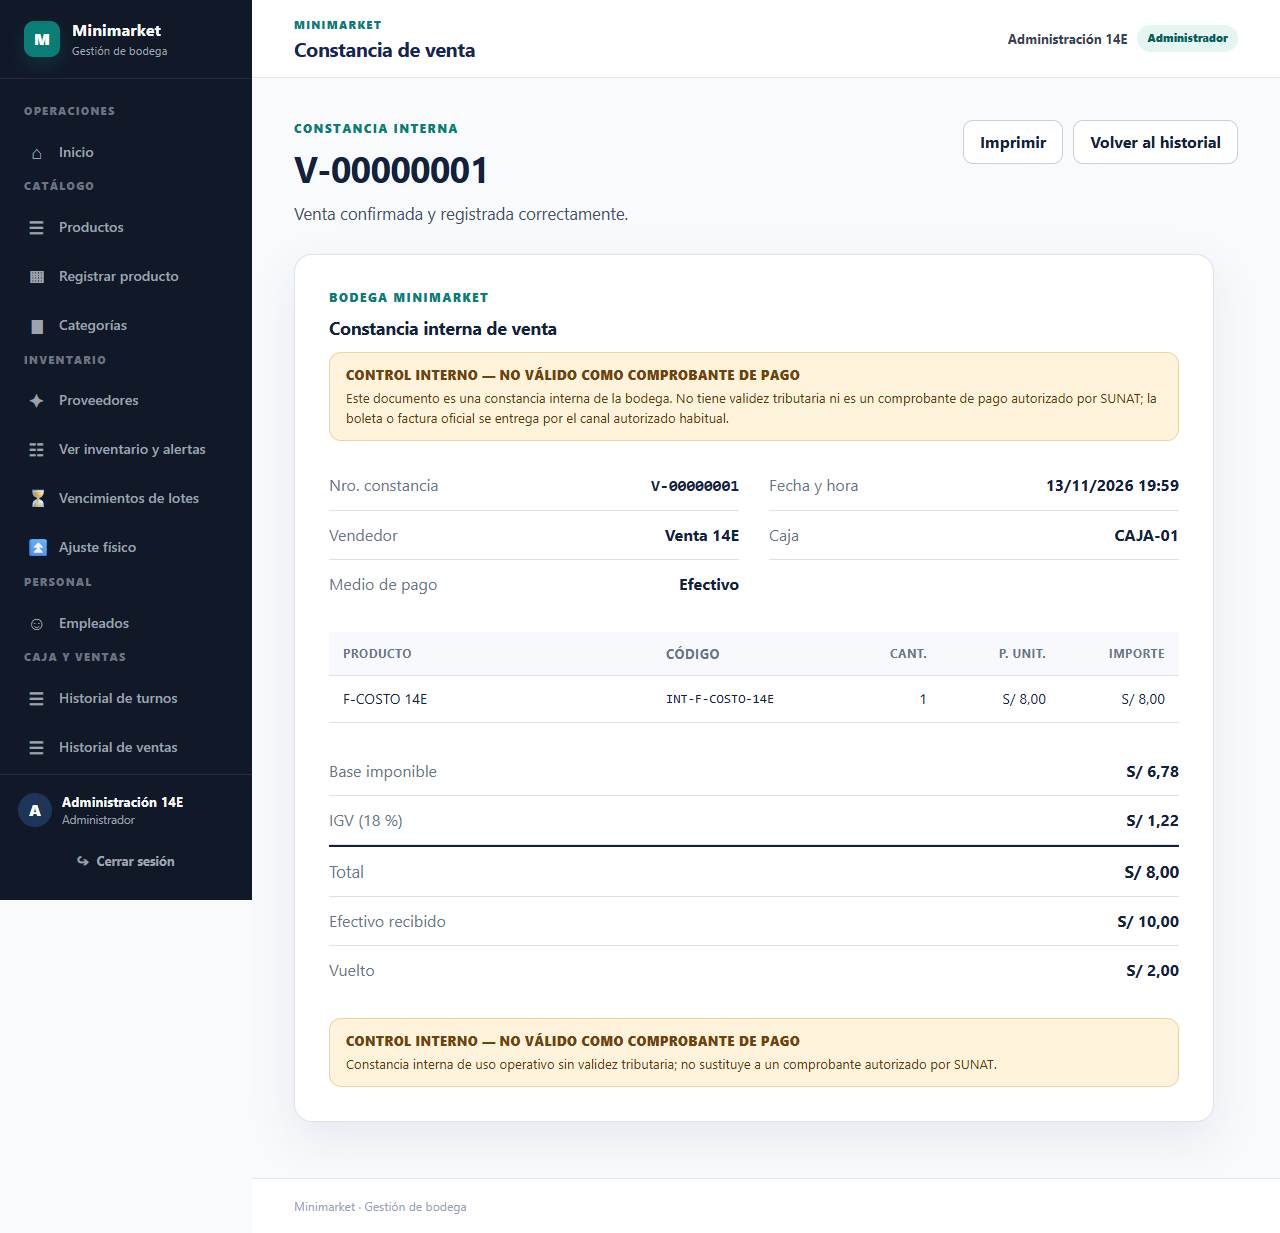 M
Minimarket
Gestión de bodega
OPERACIONES
Inicio
CATÁLOGO
Productos
Registrar producto
Categorías
INVENTARIO
Proveedores
Ver inventario y alertas
Vencimientos de lotes
Ajuste físico
PERSONAL
Empleados
CAJA Y VENTAS
Historial de turnos
Historial de ventas
A
Administración 14E
Administrador
Cerrar sesión
MINIMARKET
Constancia de venta
Administración 14E Administrador
CONSTANCIA INTERNA
V-00000001
Venta confirmada y registrada correctamente.
Imprimir Volver al historial
BODEGA MINIMARKET
Constancia interna de venta
CONTROL INTERNO — NO VÁLIDO COMO COMPROBANTE DE PAGO
Este documento es una constancia interna de la bodega. No tiene validez tributaria ni es un comprobante de pago autorizado por SUNAT; la
boleta o factura oficial se entrega por el canal autorizado habitual.
Nro. constancia V-00000001 Fecha y hora 13/11/2026 19:59
Vendedor Venta 14E Caja CAJA-01
Medio de pago Efectivo
PRODUCTO CÓDIGO CANT. P. UNIT. IMPORTE
F-COSTO 14E INT-F-COSTO-14E 1 S/ 8,00 S/ 8,00
Base imponible S/ 6,78
IGV (18 %) S/ 1,22
Total S/ 8,00
Efectivo recibido S/ 10,00
Vuelto S/ 2,00
CONTROL INTERNO — NO VÁLIDO COMO COMPROBANTE DE PAGO
Constancia interna de uso operativo sin validez tributaria; no sustituye a un comprobante autorizado por SUNAT.
Minimarket · Gestión de bodega